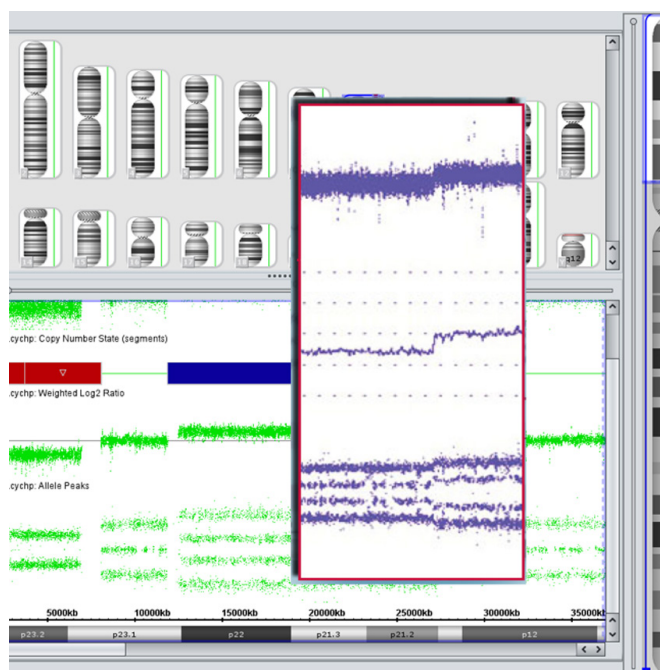 q12
.cychp: Copy Number State (segments)
.cychp: Weighted Log2 Ratio
.cychp: Allele Peaks
5000kb 10000kb 15000kb 20000kb 25000kb 30000kb 35000kb
p23.2 p23.1 p22 p21.3 p21.2 p12